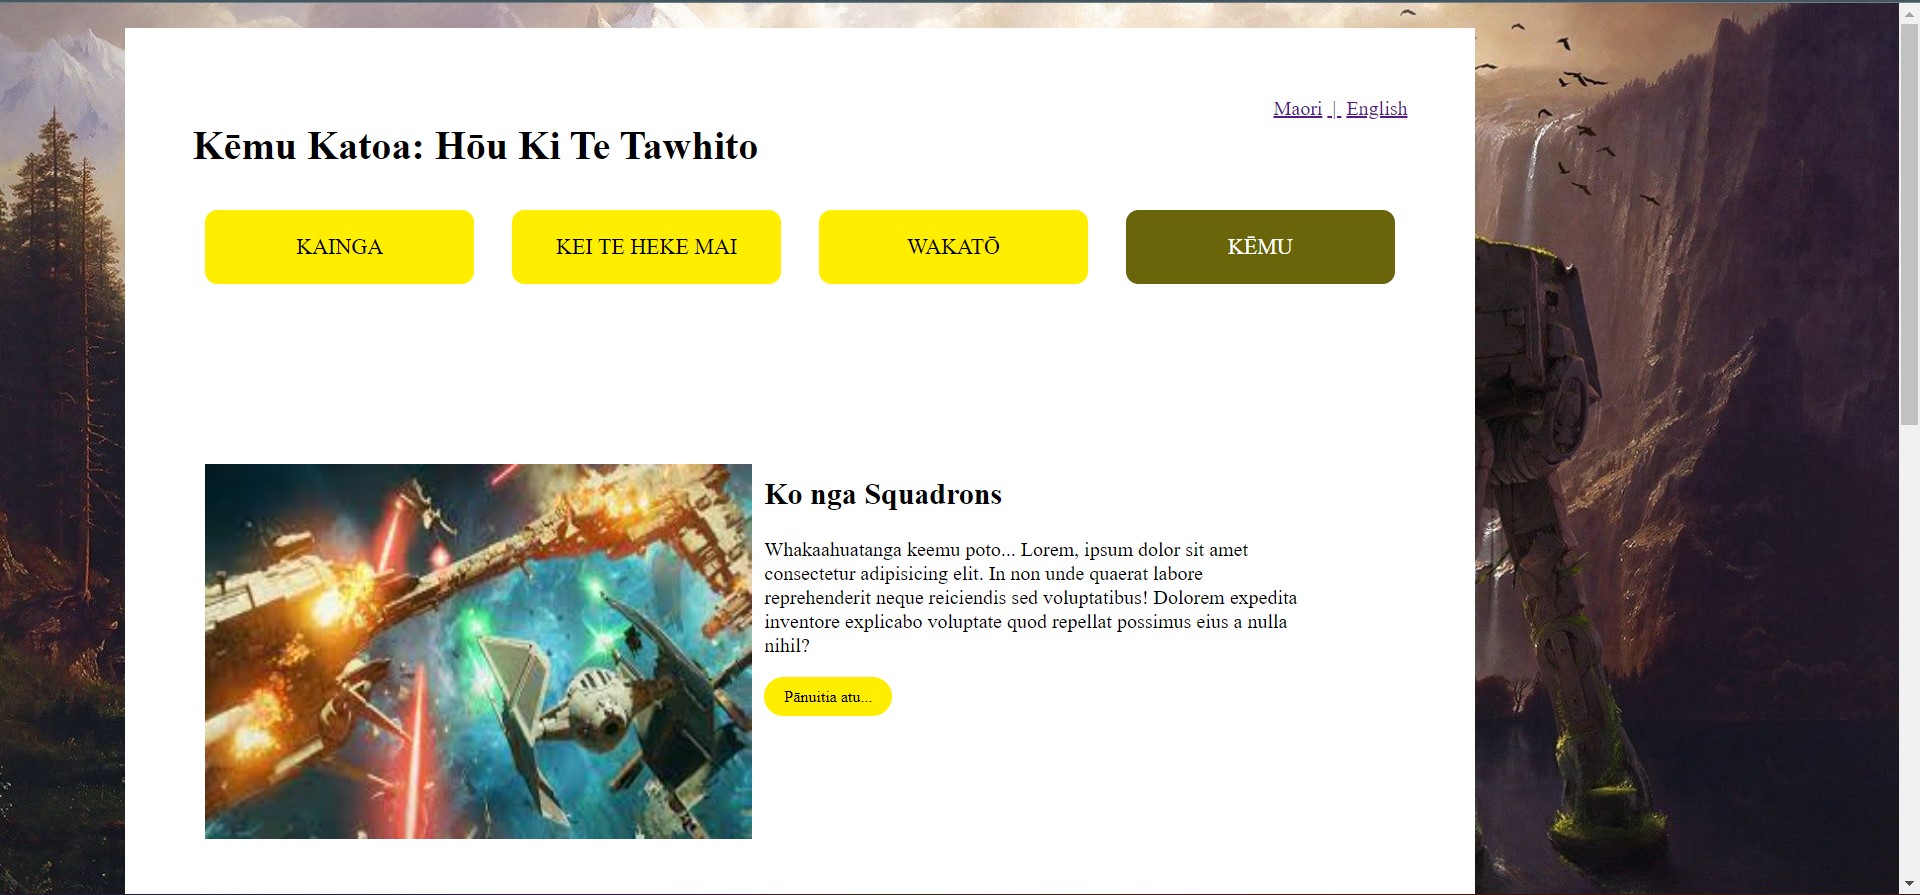 Maori | English
Kēmu Katoa: Hōu Ki Te Tawhito
KAINGA
KEI TE HEKE MAI
WAKATŌ
KĒMU
Ko nga Squadrons
Whakaahuatanga keemu poto... Lorem, ipsum dolor sit amet
consectetur adipisicing elit. In non unde quaerat labore
reprehenderit neque reiciendis sed voluptatibus! Dolorem expedita
inventore explicabo voluptate quod repellat possimus eius a nulla
nihil?
Pānuitia atu...